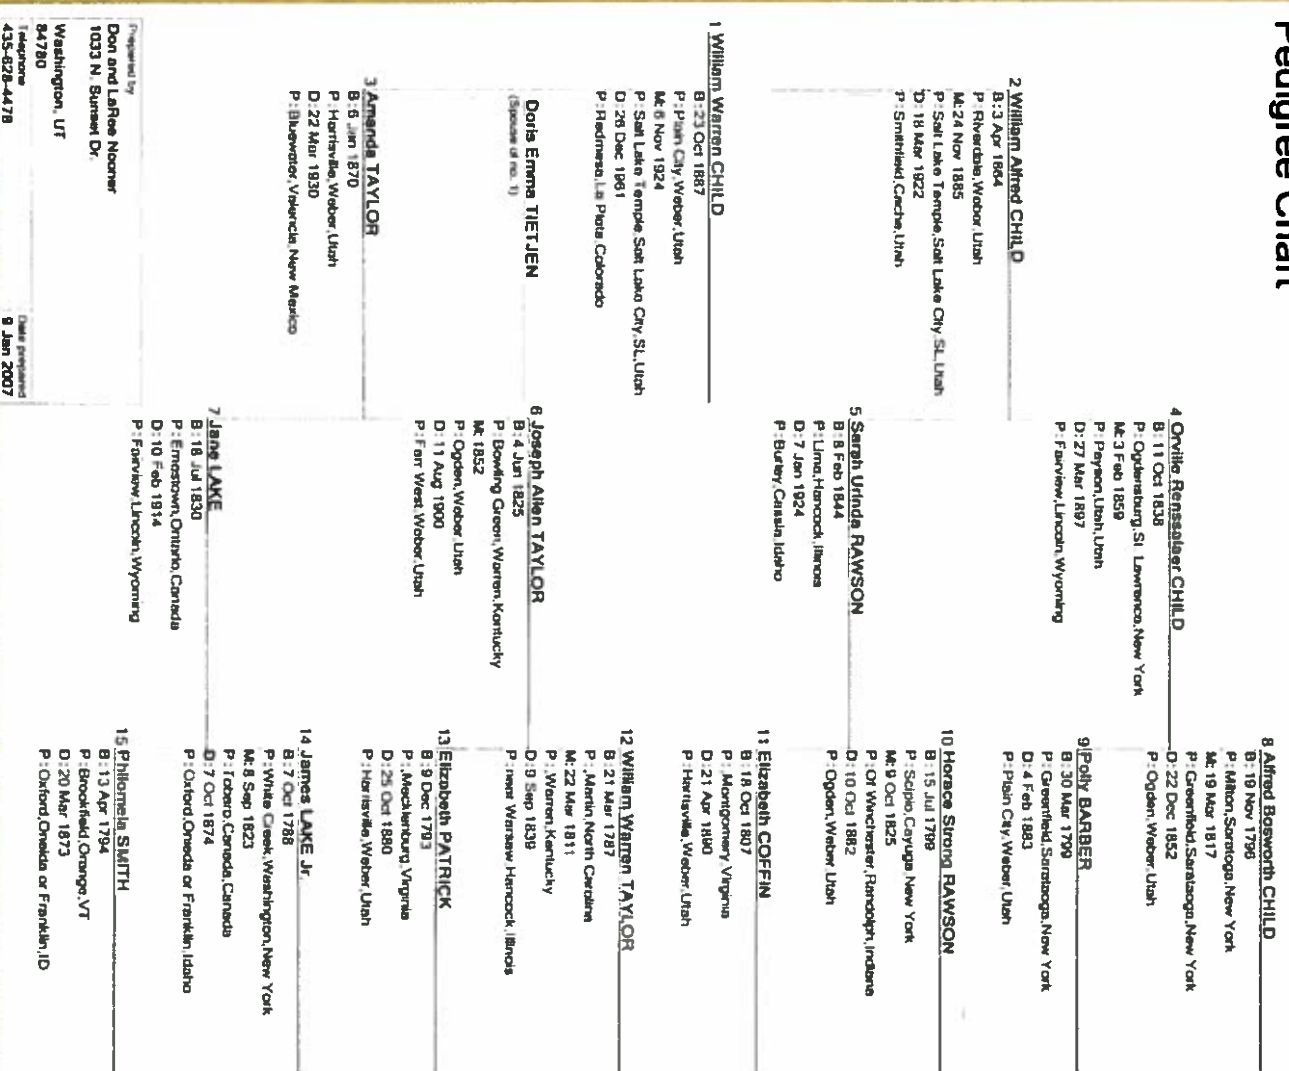 Pedigree Chart
8 Alfred Bosworth CHILD
B: 19 Nov 1796
P: Milton,Saratoga,New York
M: 19 Mar 1817
P: Greenfield,Sarataoga,New York
D: 22 Dec 1852
P: Ogden,Weber,Utah
4 Orville Renssalaer CHILD
B: 11 Oct 1838
P: Ogdensburg,St. Lawrence,New York
M: 3 Feb 1859
P: Payson,Utah,Utah
D: 27 Mar 1897
P: Fairview,Lincoln,Wyoming
9 Polly BARBER
B: 30 Mar 1799
P: Greenfield,Sarataoga,New York
D: 4 Feb 1883
P: Plain City,Weber,Utah
2 William Alfred CHILD
B: 3 Apr 1864
P: Riverdale,Weber,Utah
M: 24 Nov 1885
P: Salt Lake Temple,Salt Lake City,SL,Utah
D: 18 Mar 1922
P: Smithfield,Cache,Utah
10 Horace Strong RAWSON
B: 15 Jul 1799
P: Scipio,Cayuga,New York
M: 9 Oct 1825
P: Of Winchester,Randolph,Indiana
D: 10 Oct 1882
P: Ogden,Weber,Utah
5 Sarah Urinda RAWSON
B: 8 Feb 1844
P: Lima,Hancock,Illinois
D: 7 Jan 1924
P: Burley,Cassia,Idaho
11 Elizabeth COFFIN
B: 18 Oct 1807
P: ,Montgomery,Virginia
D: 21 Apr 1890
P: Harrisville,Weber,Utah
1 William Warren CHILD
B: 23 Oct 1887
P: Plain City,Weber,Utah
M: 6 Nov 1924
P: Salt Lake Temple,Salt Lake City,SL,Utah
D: 26 Dec 1961
P: Redmesa,La Plata,Colorado
Doris Emma TIETJEN
(Spouse of no. 1)
12 William Warren TAYLOR
B: 21 Mar 1787
P: ,Martin,North Carolina
M: 22 Mar 1811
P: ,Warren,Kentucky
D: 9 Sep 1839
P: near Warsaw Hancock,Illinois
6 Joseph Allen TAYLOR
B: 4 Jun 1825
P: Bowling Green,Warren,Kentucky
M: 1852
P: Ogden,Weber,Utah
D: 11 Aug 1900
P: Farr West,Weber,Utah
13 Elizabeth PATRICK
B: 9 Dec 1793
P: ,Mecklenburg,Virginia
D: 25 Oct 1880
P: Harrisville,Weber,Utah
3 Amanda TAYLOR
B: 6 Jan 1870
P: Harrisville,Weber,Utah
D: 22 Mar 1930
P: Bluewater,Valencia,New Mexico
14 James LAKE Jr
B: 7 Oct 1788
P: White Creek,Washington,New York
M: 8 Sep 1823
P: Tobero,Canada,Canada
D: 7 Oct 1874
P: Oxford,Oneida or Franklin,Idaho
7 Jane LAKE
B: 18 Jul 1830
P: Ernestown,Ontario,Canada
D: 10 Feb 1914
P: Fairview,Lincoln,Wyoming
15 Philomela SMITH
B: 13 Apr 1794
P: Brookfield,Orange,VT
D: 20 Mar 1873
P: Oxford,Oneida or Franklin,ID
Prepared by
Don and LaRee Nooner
1033 N. Sunset Dr.
Washington, UT
84780
Telephone
435-628-4478
Date prepared
9 Jan 2007